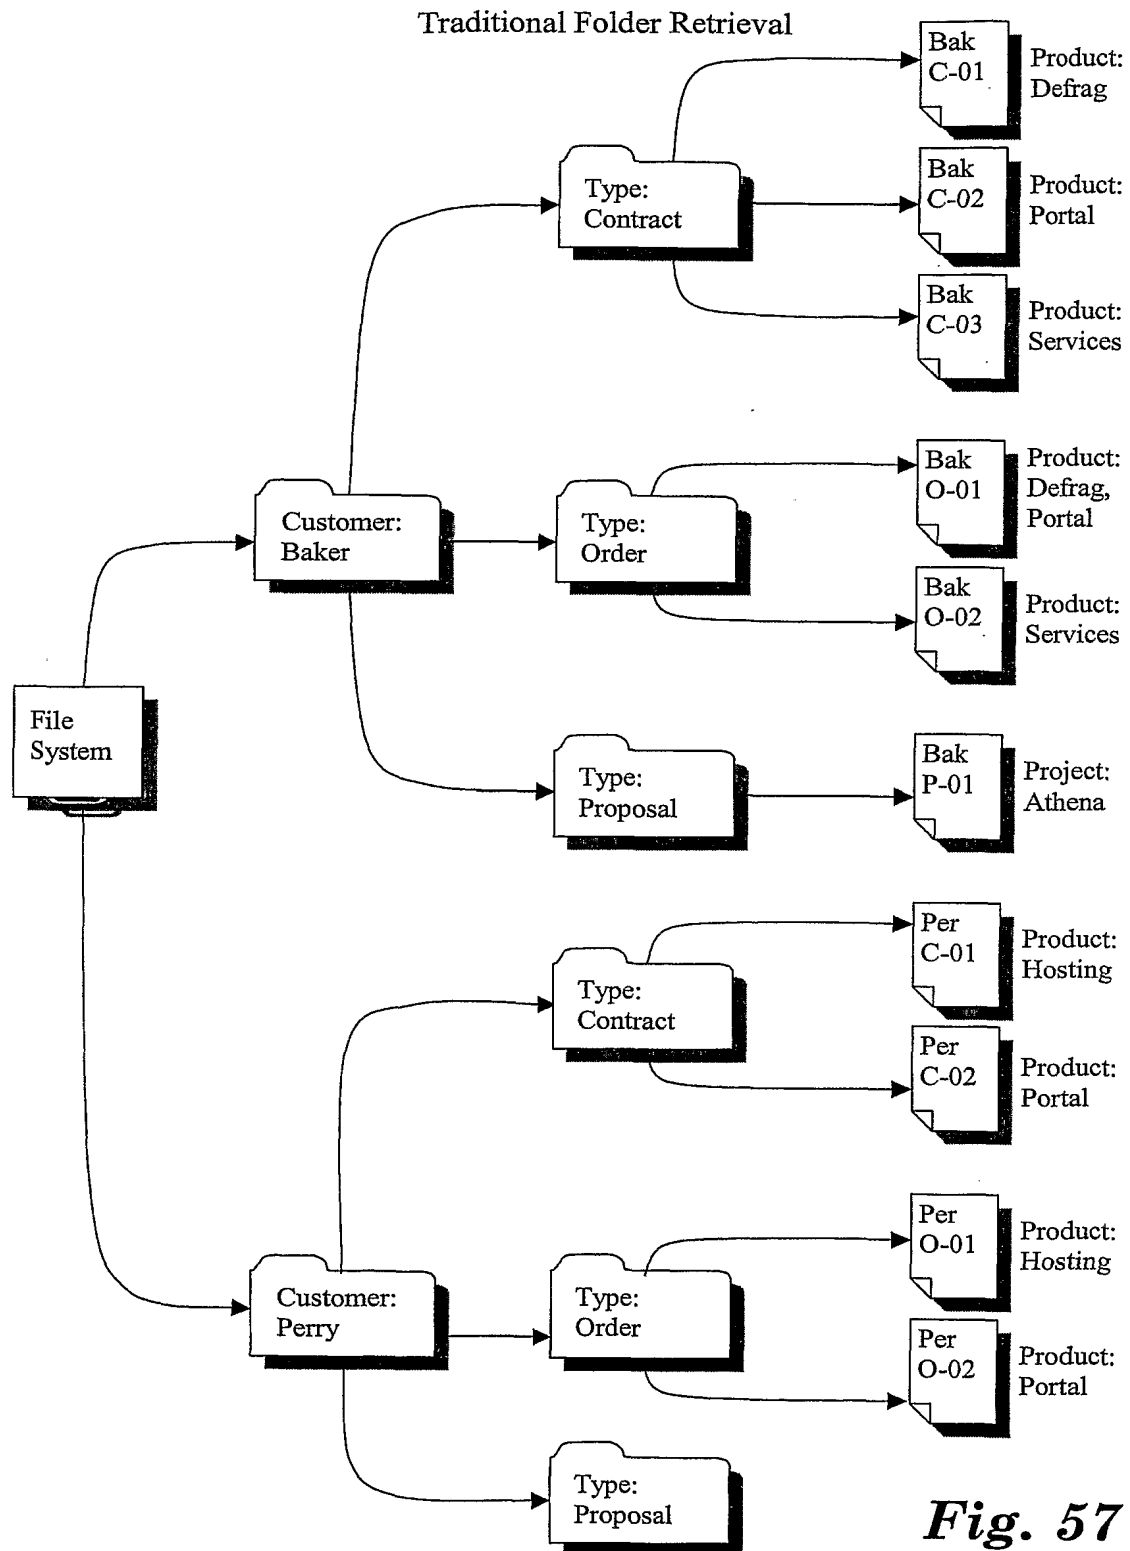 Traditional Folder Retrieval
Bak
C-01
Product:
Defrag
Type:
Contract
Bak
C-02
Product:
Portal
Bak
C-03
Product:
Services
Customer:
Baker
Type:
Order
Bak
O-01
Product:
Defrag,
Portal
Bak
O-02
Product:
Services
File
System
Type:
Proposal
Bak
P-01
Project:
Athena
Type:
Contract
Per
C-01
Product:
Hosting
Per
C-02
Product:
Portal
Customer:
Perry
Type:
Order
Per
O-01
Product:
Hosting
Per
O-02
Product:
Portal
Type:
Proposal
Fig. 57